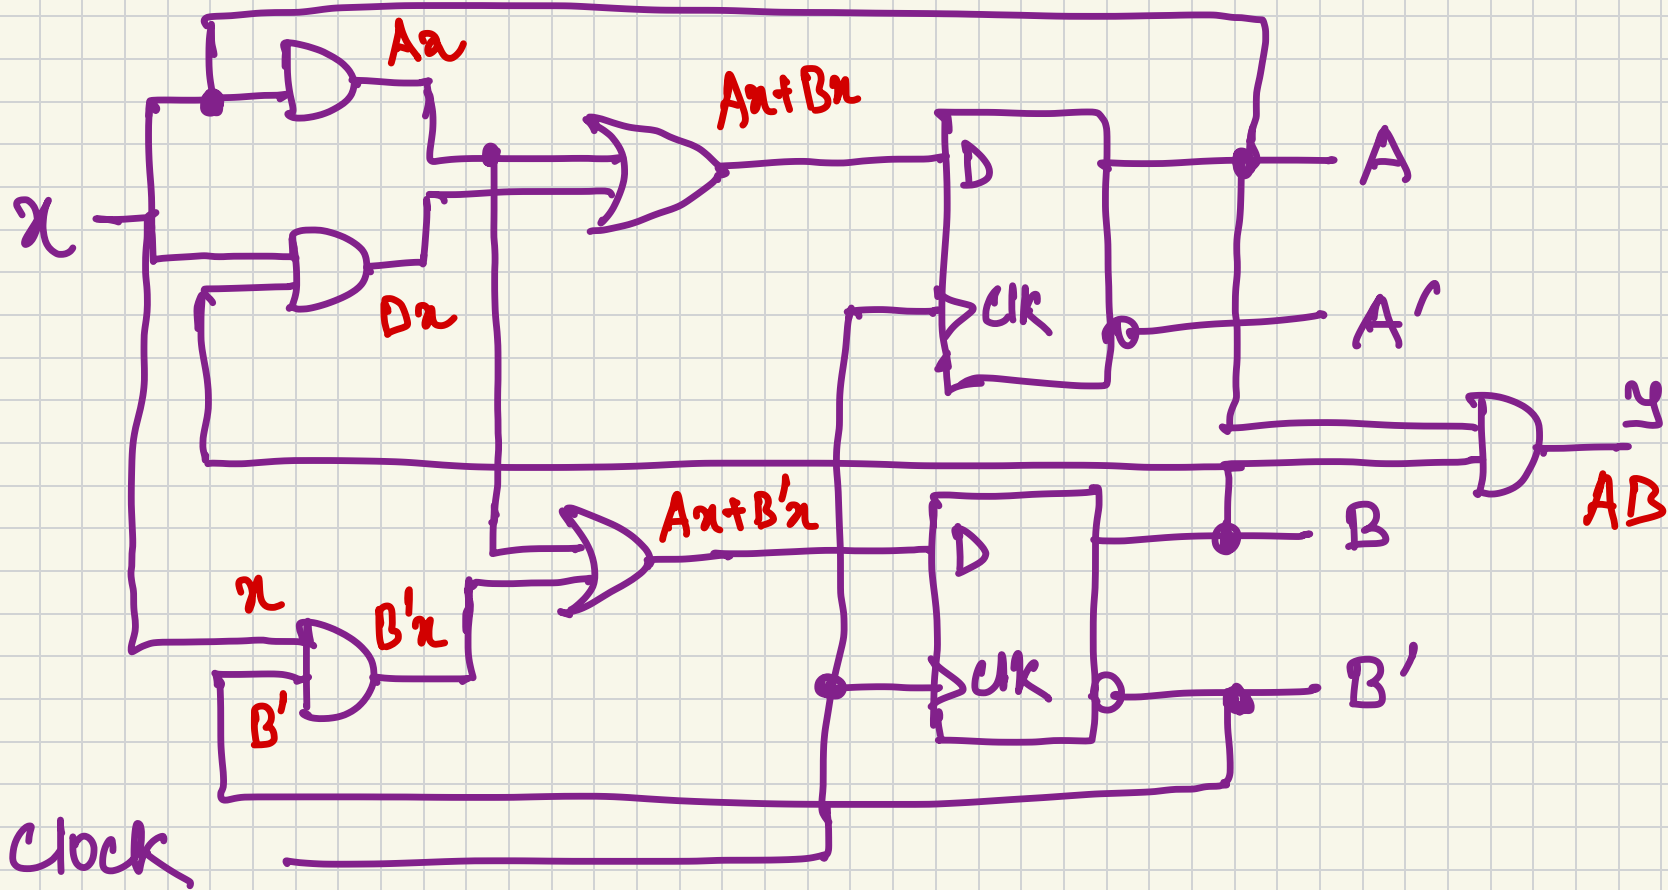 Ax
Ax+Bx
D
A
x
Clk
A'
Dx
y
AB
Ax+B'x
B
D
x
B'x
Clk
B'
B'
Clock